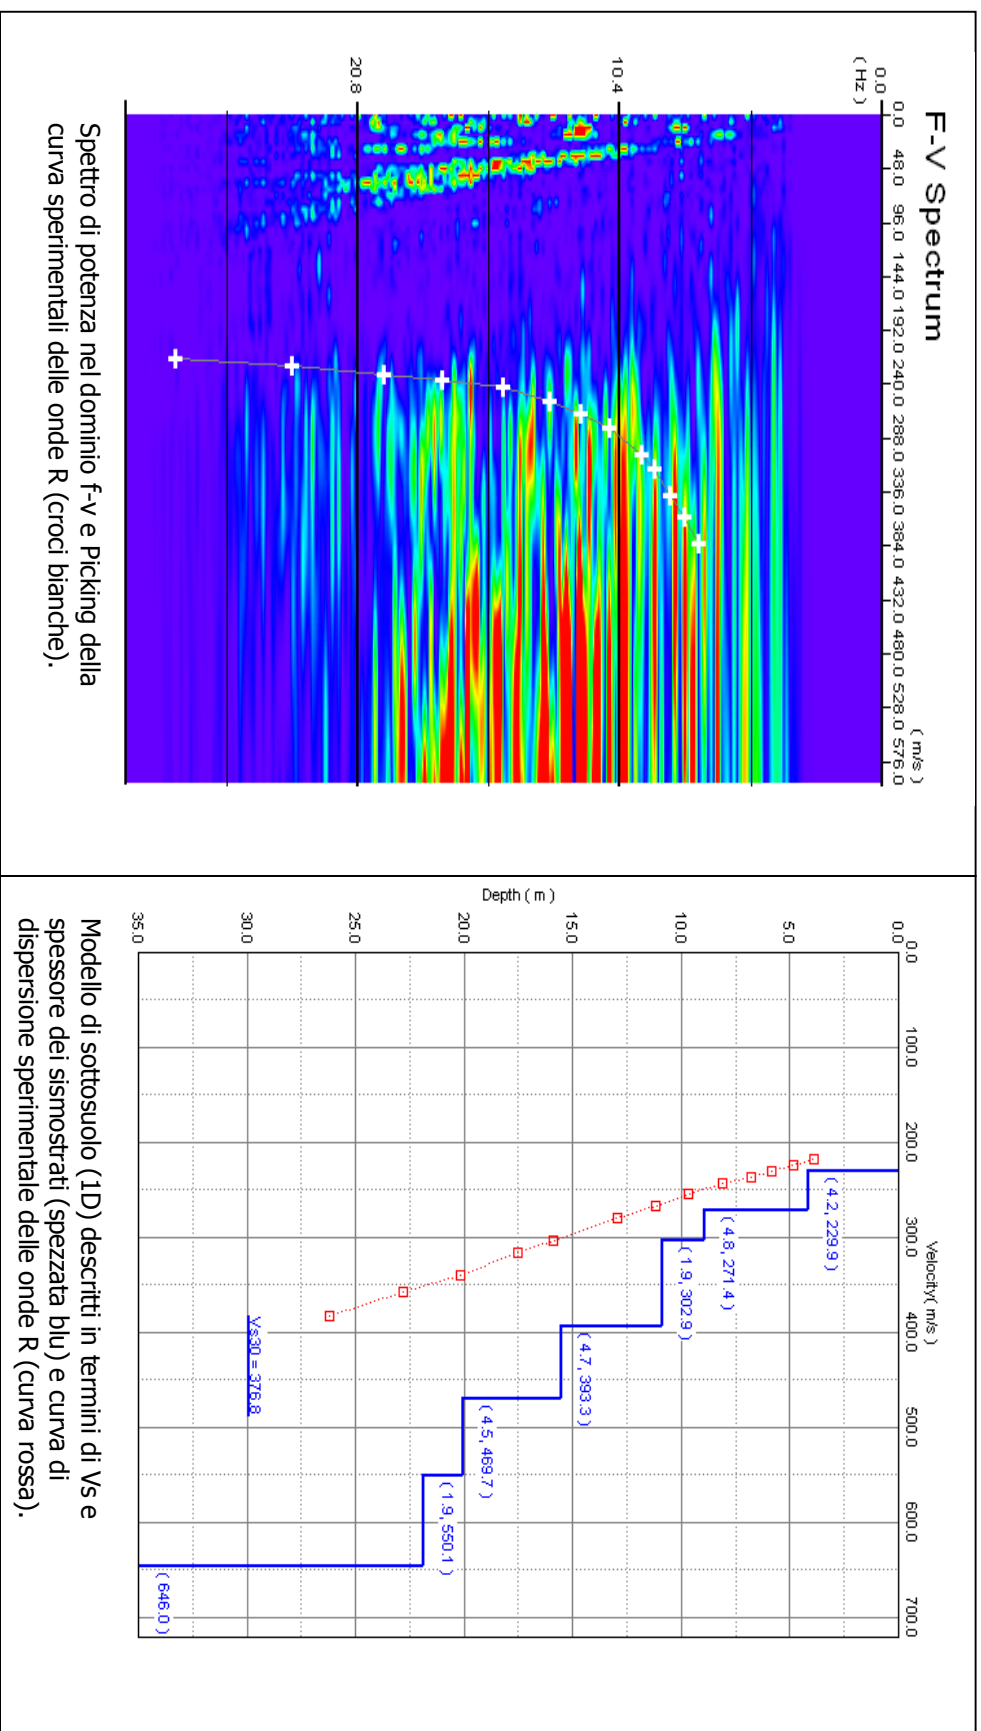 F-V Spectrum
( m/s )
0.0 48.0 96.0 144.0 192.0 240.0 288.0 336.0 384.0 432.0 480.0 528.0 576.0
0.0
( Hz )
10.4
20.8
Spettro di potenza nel dominio f-v e Picking della
curva sperimentali delle onde R (croci bianche).
Velocity( m/s )
0.0 100.0 200.0 300.0 400.0 500.0 600.0 700.0
Depth ( m )
0.0
5.0
10.0
15.0
20.0
25.0
30.0
35.0
( 4.2, 229.9 )
( 4.8, 271.4 )
( 1.9, 302.9 )
( 4.7, 393.3 )
( 4.5, 469.7 )
( 1.9, 550.1 )
Vs30 = 376.8
( 646.0 )
Modello di sottosuolo (1D) descritti in termini di Vs e
spessore dei sismostrati (spezzata blu) e curva di
dispersione sperimentale delle onde R (curva rossa).